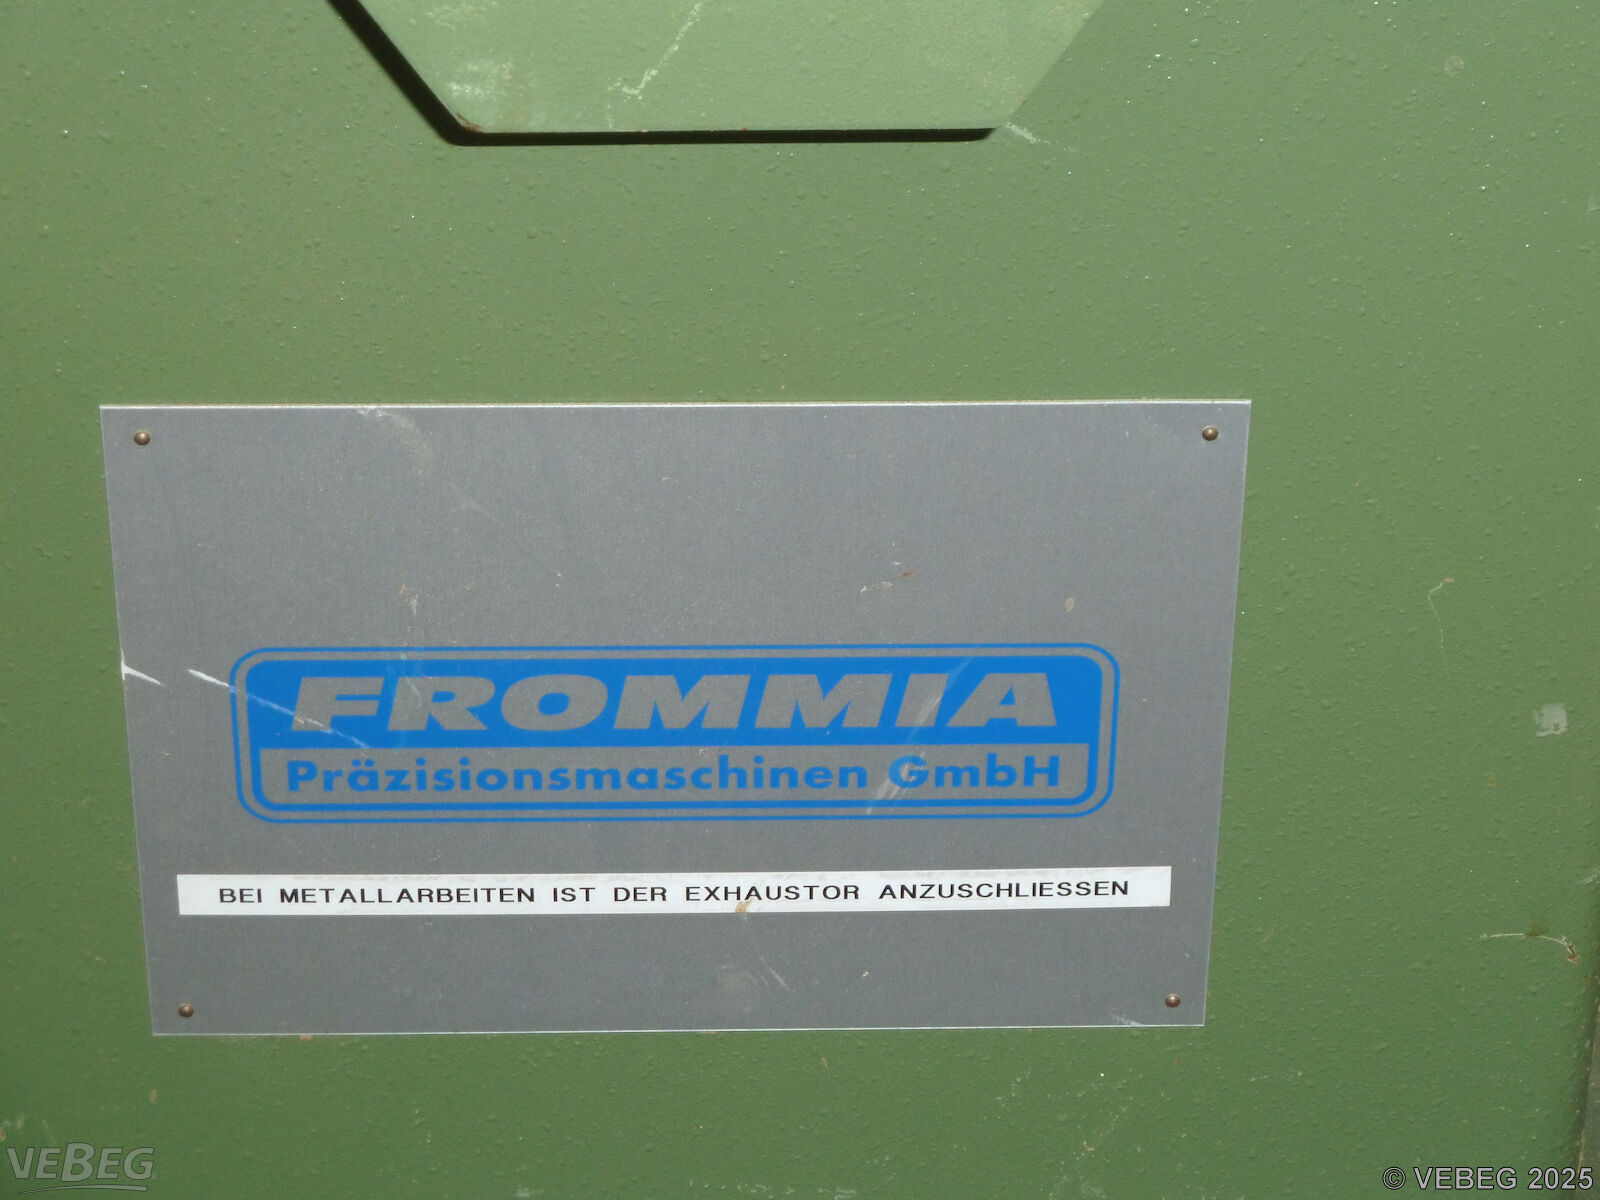 FROMMIA
Präzisionsmaschinen GmbH
BEI METALLARBEITEN IST DER EXHAUSTOR ANZUSCHLIESSEN
VEBEG
© VEBEG 2025